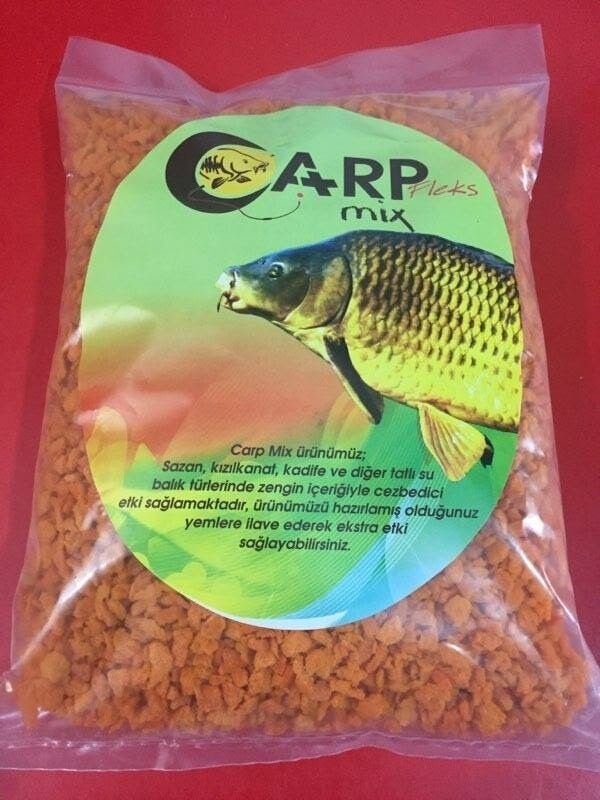 CARP Fleks
mix
Carp Mix ürünümüz;
Sazan, kızılkanat, kadife ve diğer tatlı su
balık türlerinde zengin içeriğiyle cezbedici
etki sağlamaktadır, ürünümüzü hazırlamış olduğunuz
yemlere ilave ederek ekstra etki
sağlayabilirsiniz.